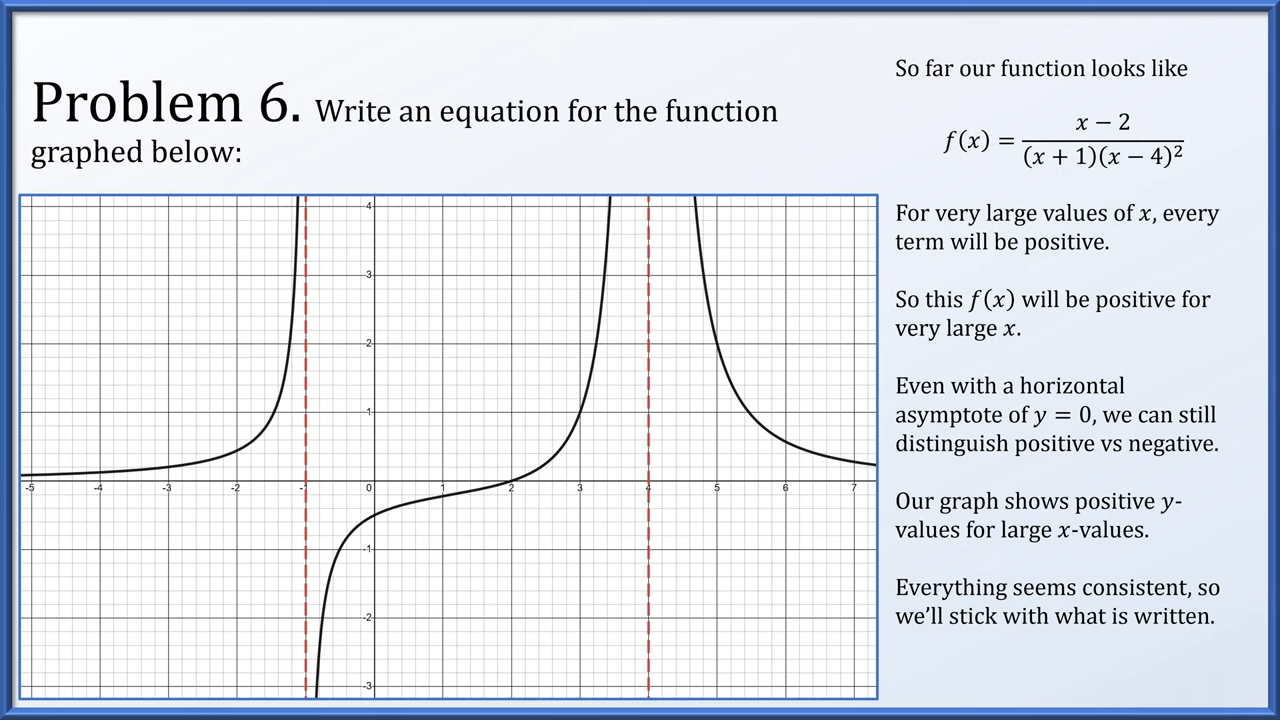 Problem 6. Write an equation for the function
graphed below:
So far our function looks like
f(x) = (x − 2) / ((x + 1)(x − 4)²)
For very large values of x, every
term will be positive.
So this f(x) will be positive for
very large x.
Even with a horizontal
asymptote of y = 0, we can still
distinguish positive vs negative.
Our graph shows positive y-
values for large x-values.
Everything seems consistent, so
we'll stick with what is written.
4
3
2
1
-5 -4 -3 -2 -1 0 1 2 3 4 5 6 7
-1
-2
-3